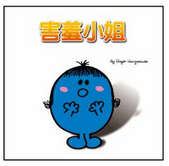 害羞小姐
By Roger Hargreaves